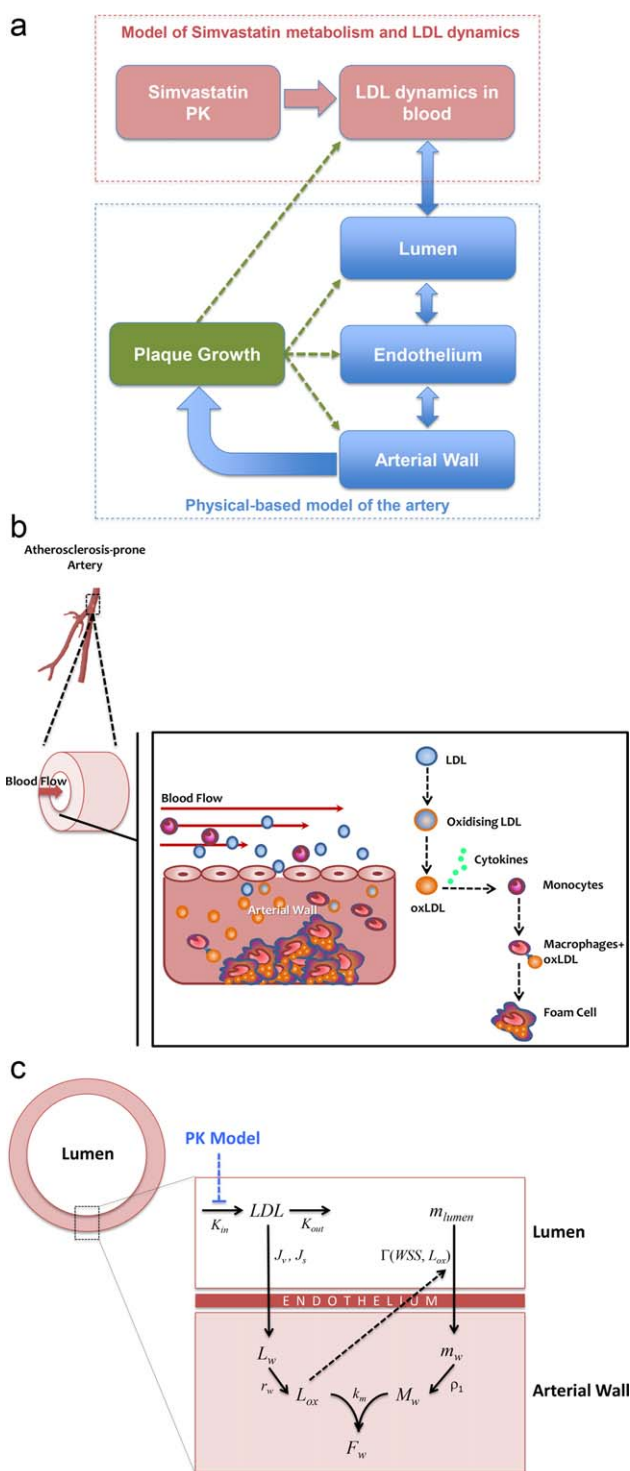 a
Model of Simvastatin metabolism and LDL dynamics
Simvastatin
PK
LDL dynamics in
blood
Lumen
Plaque Growth
Endothelium
Arterial Wall
Physical-based model of the artery
b
Atherosclerosis-prone
Artery
Blood Flow
Blood Flow
Arterial Wall
LDL
Oxidising LDL
Cytokines
oxLDL
Monocytes
Macrophages+
oxLDL
Foam Cell
c
Lumen
PK Model
K_in LDL K_out
m_lumen
Lumen
J_v, J_s
Γ(WSS, L_ox)
ENDOTHELIUM
L_w
m_w
r_w
ρ_1
L_ox k_m M_w
Arterial Wall
F_w